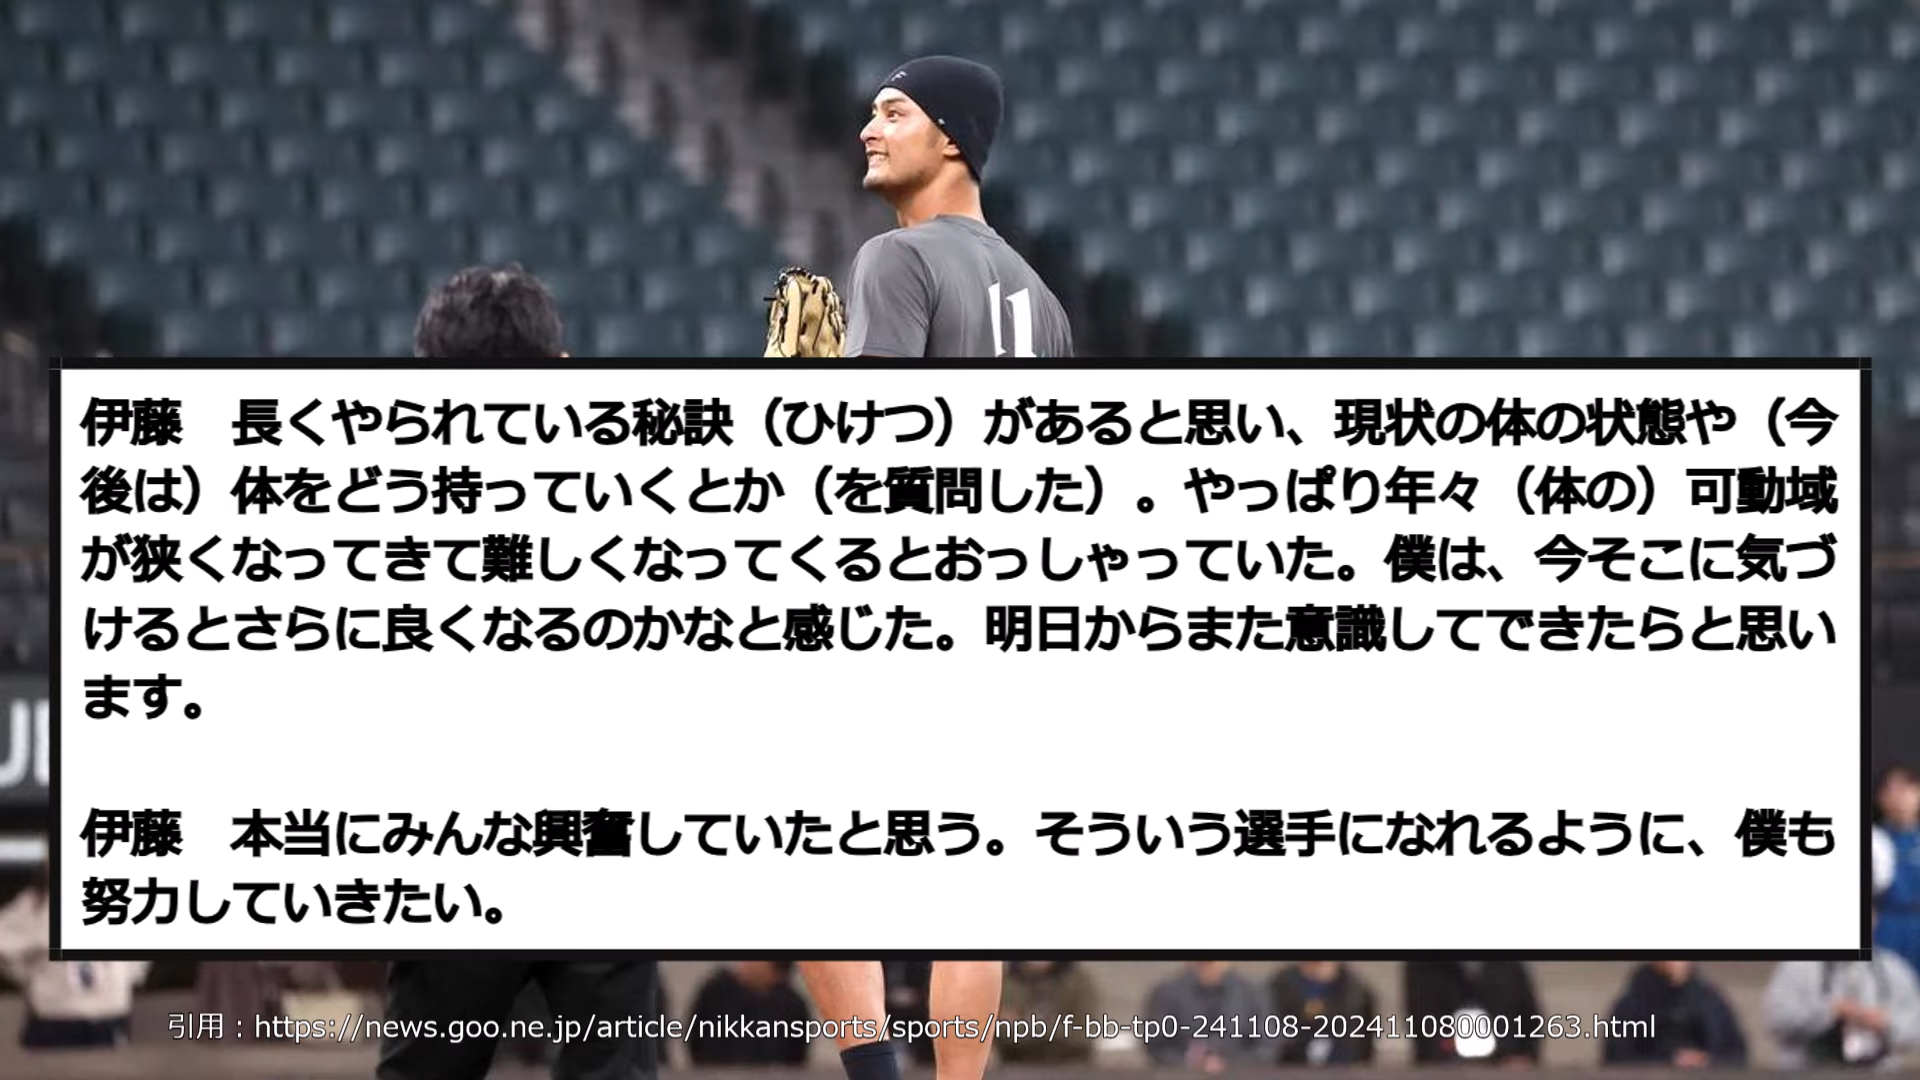 11
伊藤　長くやられている秘訣（ひけつ）があると思い、現状の体の状態や（今
後は）体をどう持っていくとか（を質問した）。やっぱり年々（体の）可動域
が狭くなってきて難しくなってくるとおっしゃっていた。僕は、今そこに気づ
けるとさらに良くなるのかなと感じた。明日からまた意識してできたらと思い
ます。
伊藤　本当にみんな興奮していたと思う。そういう選手になれるように、僕も
努力していきたい。
引用：https://news.goo.ne.jp/article/nikkansports/sports/npb/f-bb-tp0-241108-202411080001263.html